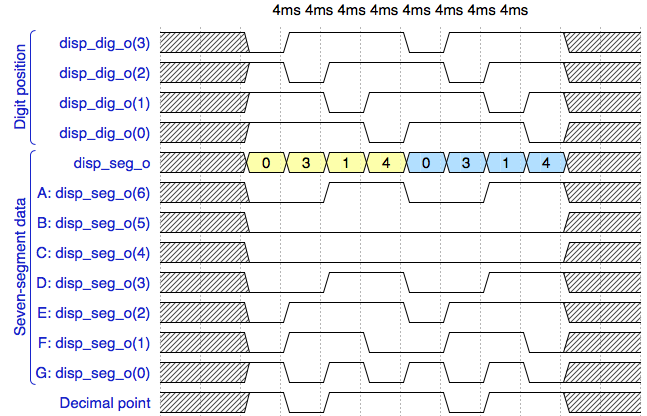 4ms 4ms 4ms 4ms 4ms 4ms 4ms 4ms
Digit position
disp_dig_o(3)
disp_dig_o(2)
disp_dig_o(1)
disp_dig_o(0)
Seven-segment data
disp_seg_o 0 3 1 4 0 3 1 4
A: disp_seg_o(6)
B: disp_seg_o(5)
C: disp_seg_o(4)
D: disp_seg_o(3)
E: disp_seg_o(2)
F: disp_seg_o(1)
G: disp_seg_o(0)
Decimal point